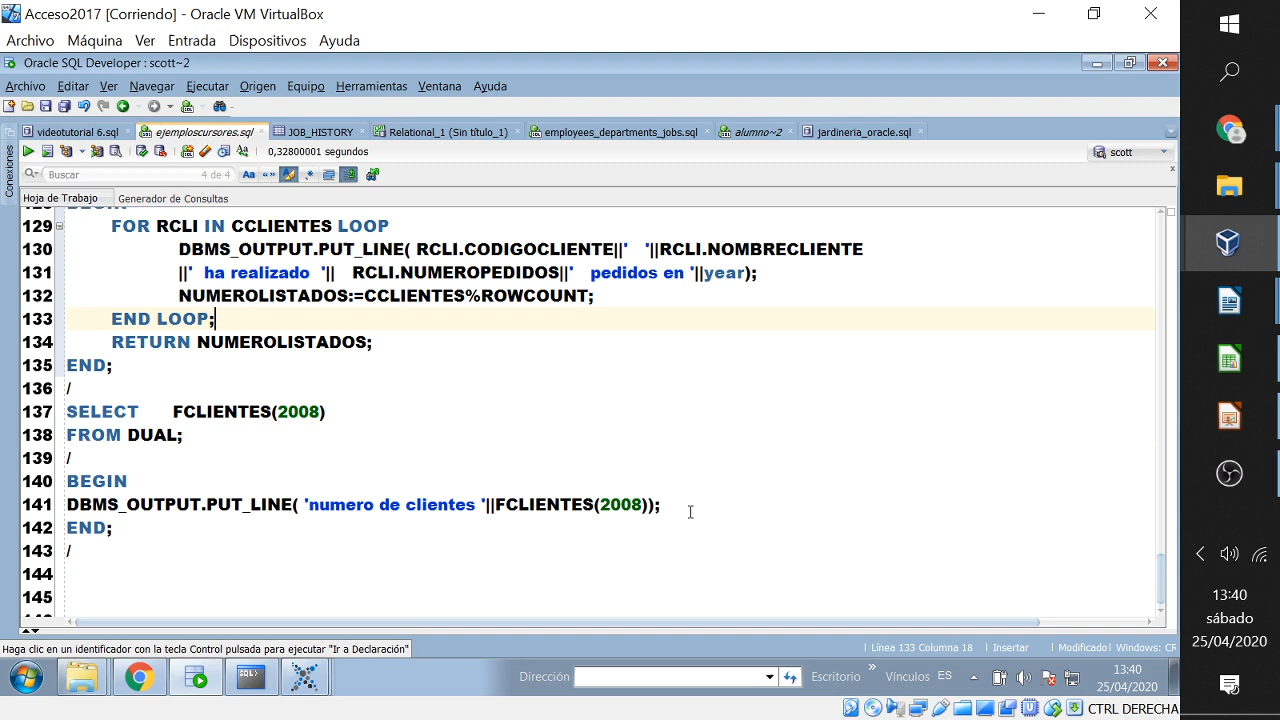 Acceso2017 [Corriendo] - Oracle VM VirtualBox
Archivo Máquina Ver Entrada Dispositivos Ayuda
Oracle SQL Developer : scott~2
Archivo Editar Ver Navegar Ejecutar Origen Equipo Herramientas Ventana Ayuda
videotutorial 6.sql ejemploscursores.sql JOB_HISTORY Relational_1 (Sin título_1) employees_departments_jobs.sql alumno~2 jardineria_oracle.sql
0,32800001 segundos
scott
Conexiones
Buscar 4 de 4 Aa
Hoja de Trabajo Generador de Consultas
129 FOR RCLI IN CCLIENTES LOOP
130 DBMS_OUTPUT.PUT_LINE( RCLI.CODIGOCLIENTE||' '||RCLI.NOMBRECLIENTE
131 ||' ha realizado '|| RCLI.NUMEROPEDIDOS||' pedidos en '||year);
132 NUMEROLISTADOS:=CCLIENTES%ROWCOUNT;
133 END LOOP;
134 RETURN NUMEROLISTADOS;
135 END;
136 /
137 SELECT FCLIENTES(2008)
138 FROM DUAL;
139 /
140 BEGIN
141 DBMS_OUTPUT.PUT_LINE( 'numero de clientes '||FCLIENTES(2008));
142 END;
143 /
144
145
Haga clic en un identificador con la tecla Control pulsada para ejecutar "Ir a Declaración"
Línea 133 Columna 18 Insertar Modificado Windows: CR
Dirección Escritorio Vínculos ES 13:40
25/04/2020
CTRL DERECHA
13:40
sábado
25/04/2020